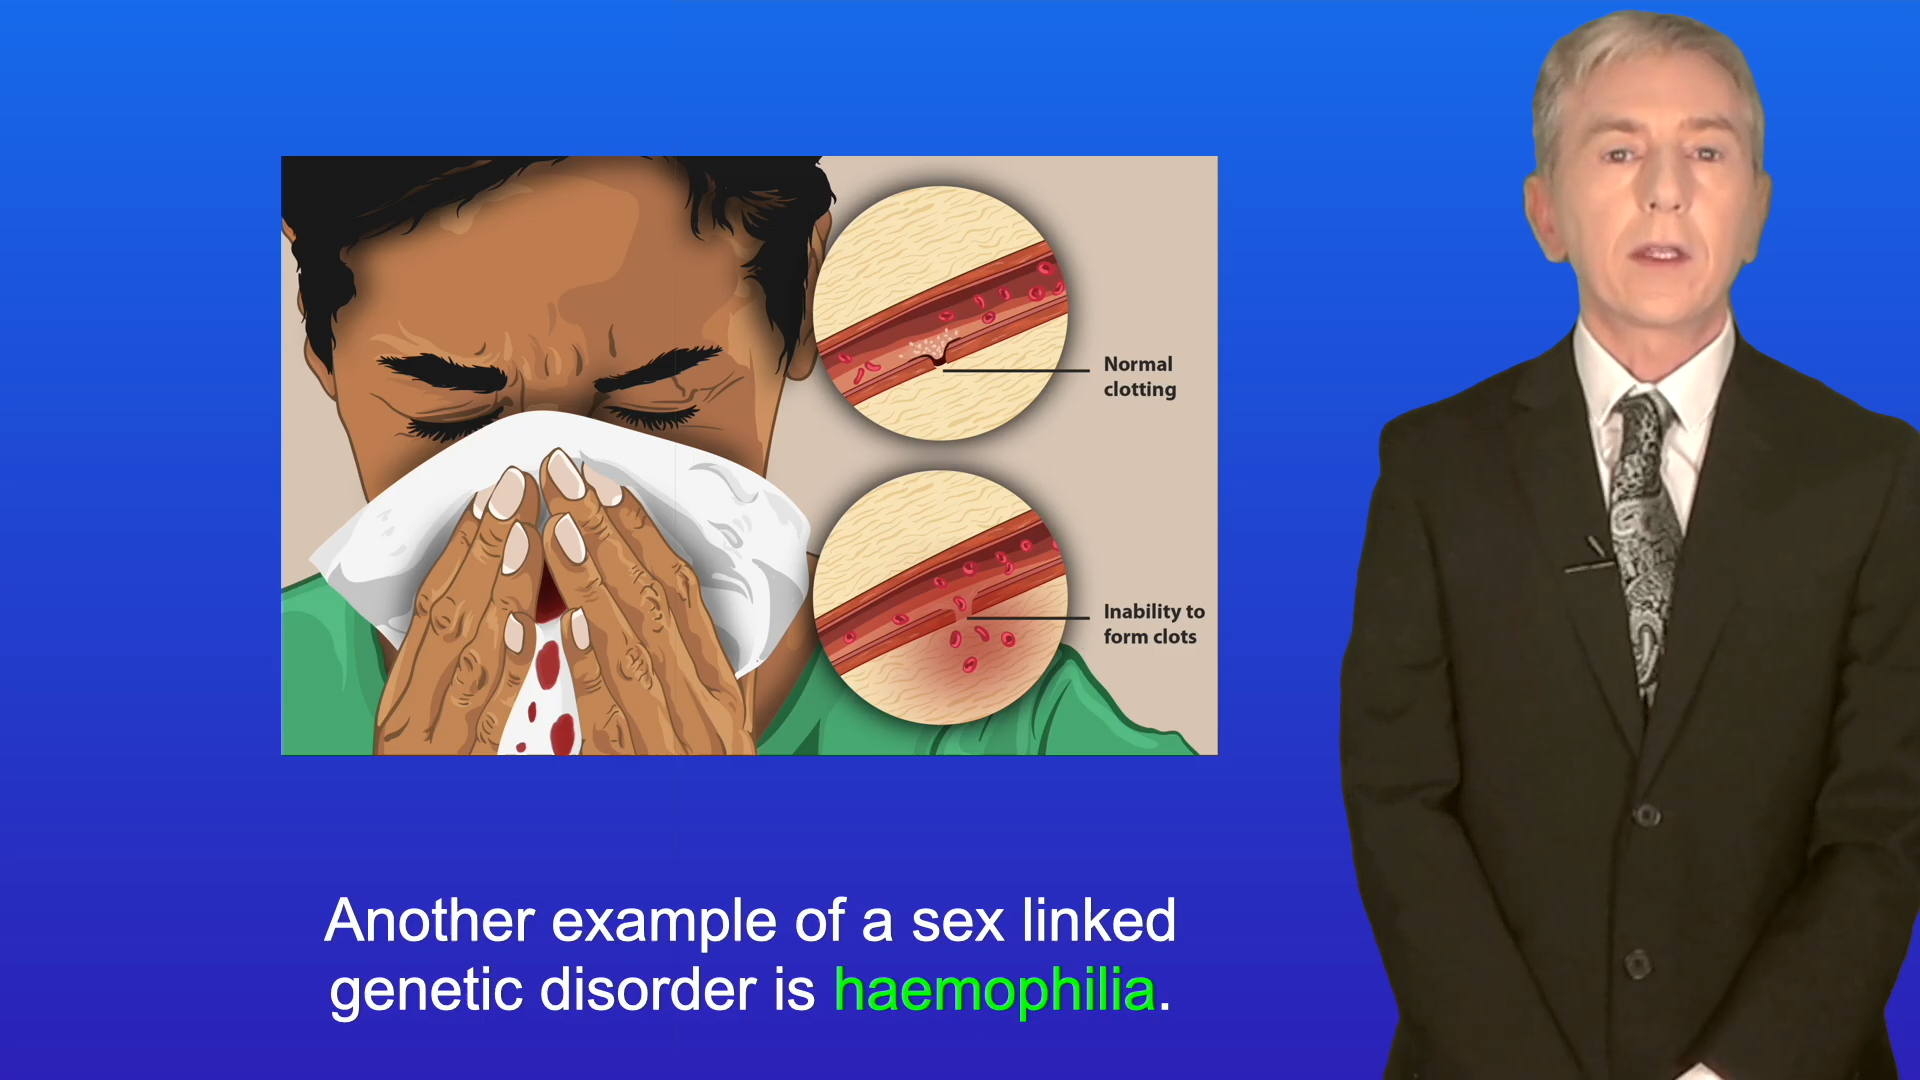 Normal
clotting
Inability to
form clots
Another example of a sex linked
genetic disorder is haemophilia.